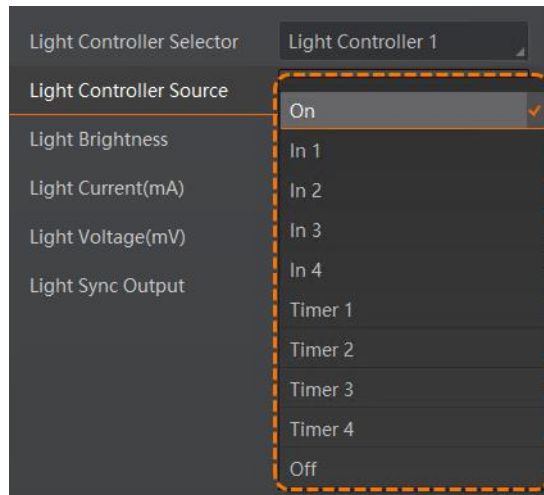 Light Controller Selector Light Controller 1
Light Controller Source
On
Light Brightness
In 1
Light Current(mA)
In 2
Light Voltage(mV)
In 3
Light Sync Output
In 4
Timer 1
Timer 2
Timer 3
Timer 4
Off